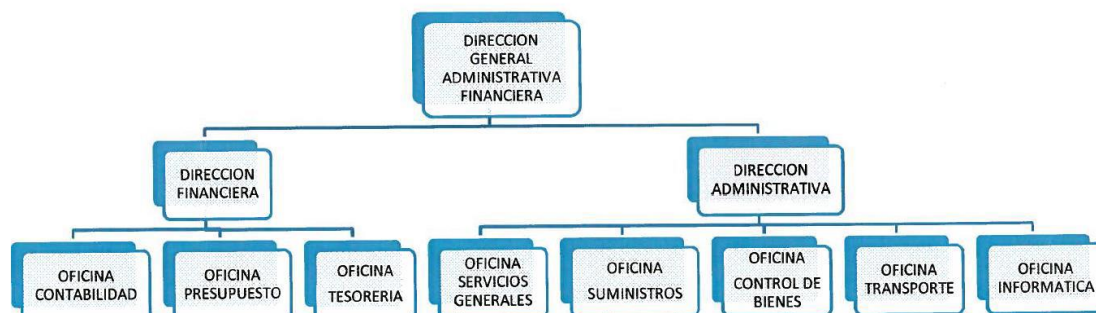 DIRECCION
GENERAL
ADMINISTRATIVA
FINANCIERA
DIRECCION
FINANCIERA
DIRECCION
ADMINISTRATIVA
OFICINA
CONTABILIDAD
OFICINA
PRESUPUESTO
OFICINA
TESORERIA
OFICINA
SERVICIOS
GENERALES
OFICINA
SUMINISTROS
OFICINA
CONTROL DE
BIENES
OFICINA
TRANSPORTE
OFICINA
INFORMATICA